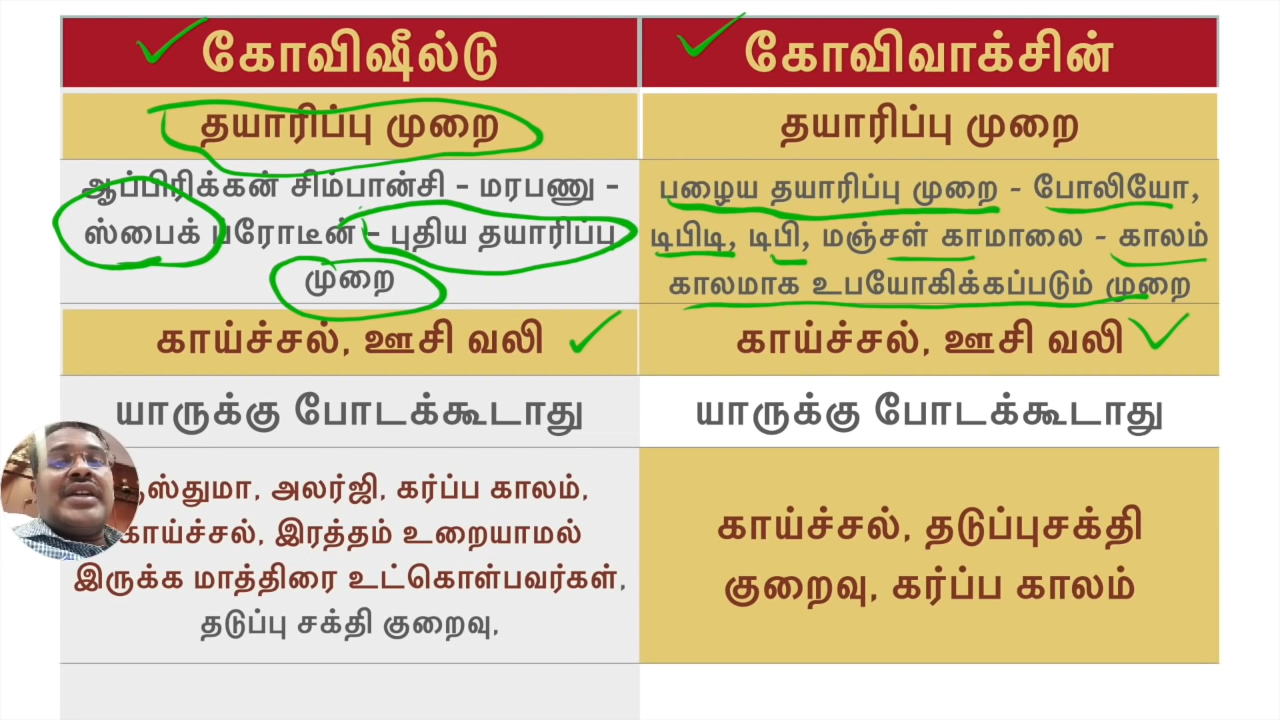 கோவிஷீல்டு
கோவிவாக்சின்
தயாரிப்பு முறை
தயாரிப்பு முறை
ஆப்பிரிக்கன் சிம்பான்சி - மரபணு -
ஸ்பைக் ப்ரோடீன் - புதிய தயாரிப்பு
முறை
பழைய தயாரிப்பு முறை - போலியோ,
டிபிடி, டிபி, மஞ்சள் காமாலை - காலம்
காலமாக உபயோகிக்கப்படும் முறை
காய்ச்சல், ஊசி வலி
காய்ச்சல், ஊசி வலி
யாருக்கு போடக்கூடாது
யாருக்கு போடக்கூடாது
அலர்ஜி, கர்ப்ப காலம்,
காய்ச்சல், இரத்தம் உறையாமல்
இருக்க மாத்திரை உட்கொள்பவர்கள்,
தடுப்பு சக்தி குறைவு,
காய்ச்சல், தடுப்புசக்தி
குறைவு, கர்ப்ப காலம்